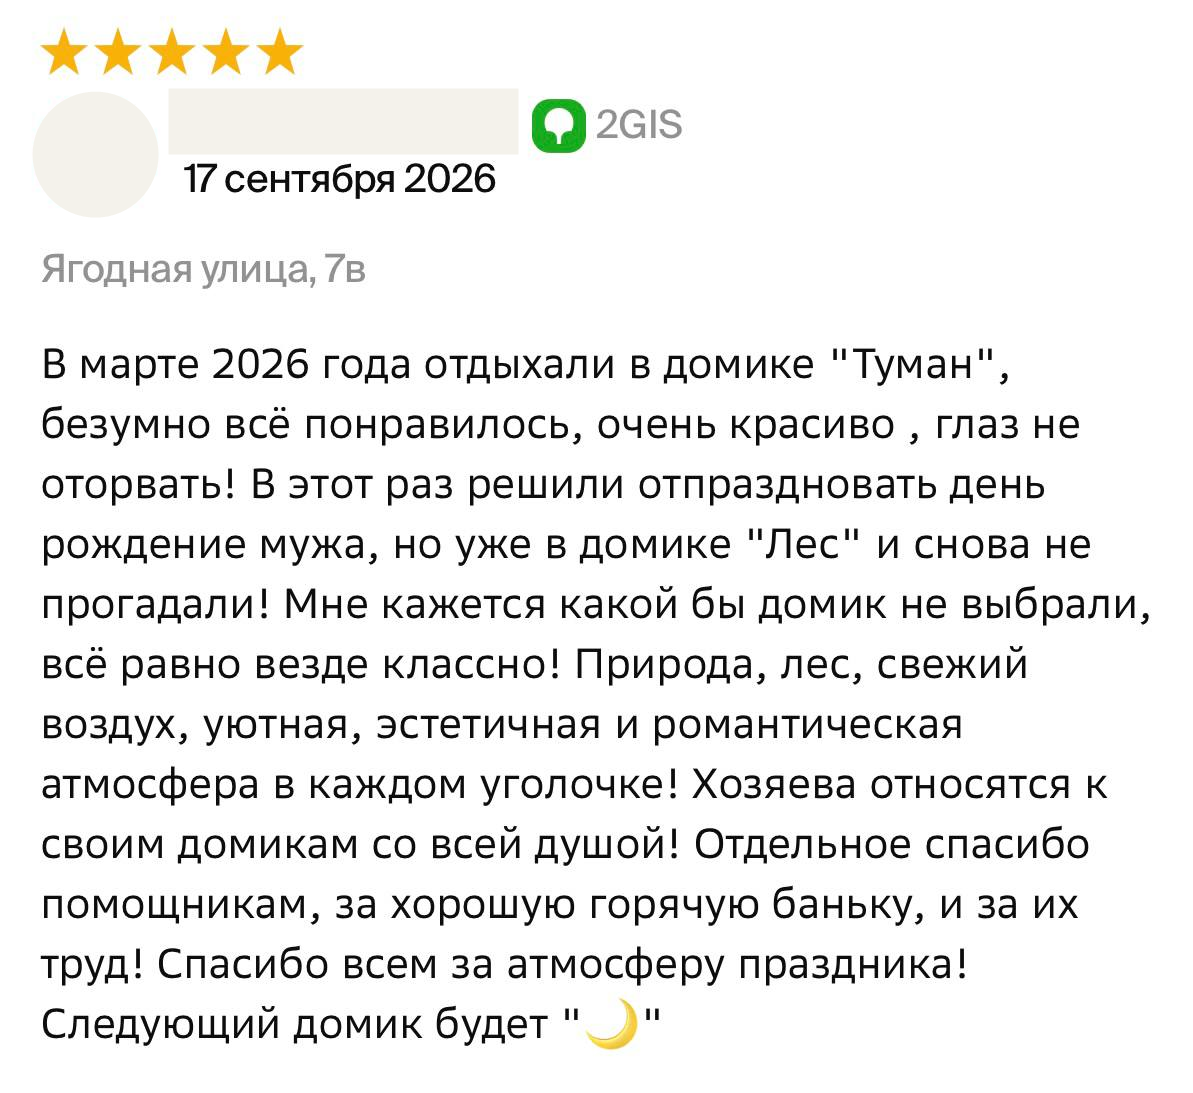 2GIS
17 сентября 2026
Ягодная улица, 7в
В марте 2026 года отдыхали в домике "Туман",
безумно всё понравилось, очень красиво , глаз не
оторвать! В этот раз решили отпраздновать день
рождение мужа, но уже в домике "Лес" и снова не
прогадали! Мне кажется какой бы домик не выбрали,
всё равно везде классно! Природа, лес, свежий
воздух, уютная, эстетичная и романтическая
атмосфера в каждом уголочке! Хозяева относятся к
своим домикам со всей душой! Отдельное спасибо
помощникам, за хорошую горячую баньку, и за их
труд! Спасибо всем за атмосферу праздника!
Следующий домик будет "🌙"